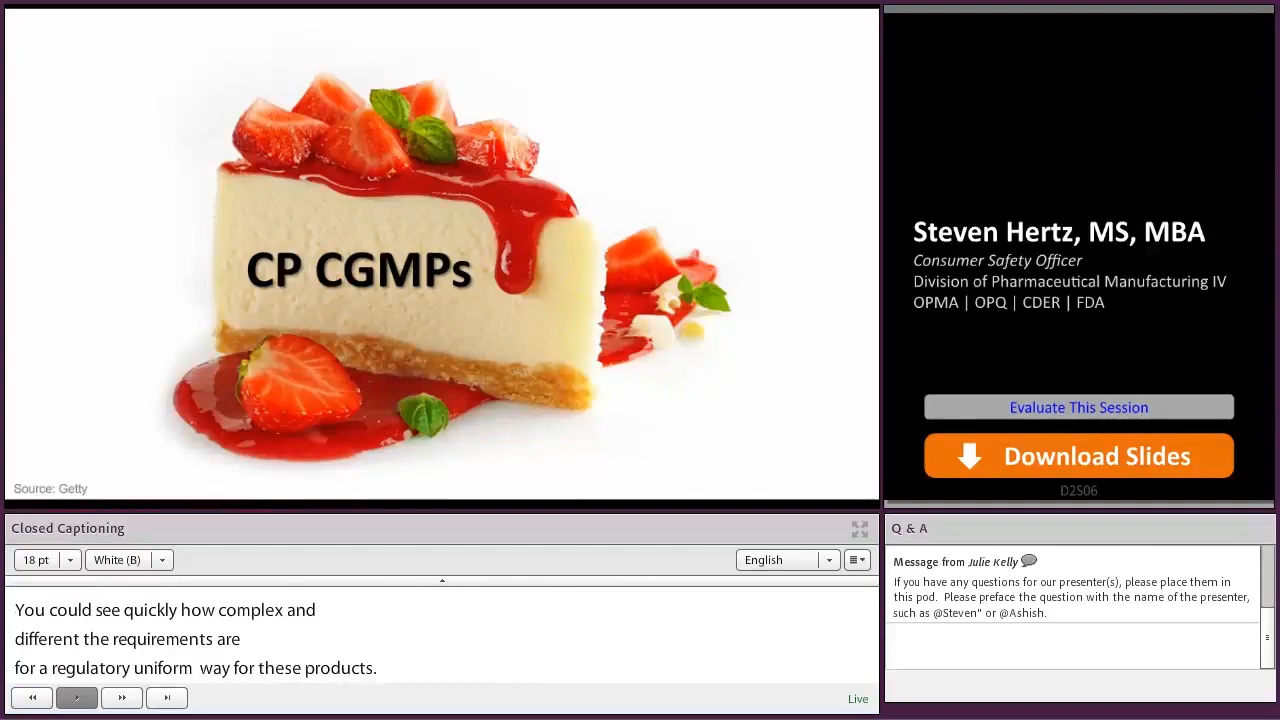 CP CGMPs
Source: Getty
Steven Hertz, MS, MBA
Consumer Safety Officer
Division of Pharmaceutical Manufacturing IV
OPMA | OPQ | CDER | FDA
Evaluate This Session
Download Slides
D2S06
Closed Captioning
18 pt
White (B)
English
You could see quickly how complex and
different the requirements are
for a regulatory uniform  way for these products.
Live
Q & A
Message from Julie Kelly
If you have any questions for our presenter(s), please place them in
this pod.  Please preface the question with the name of the presenter,
such as @Steven" or @Ashish.